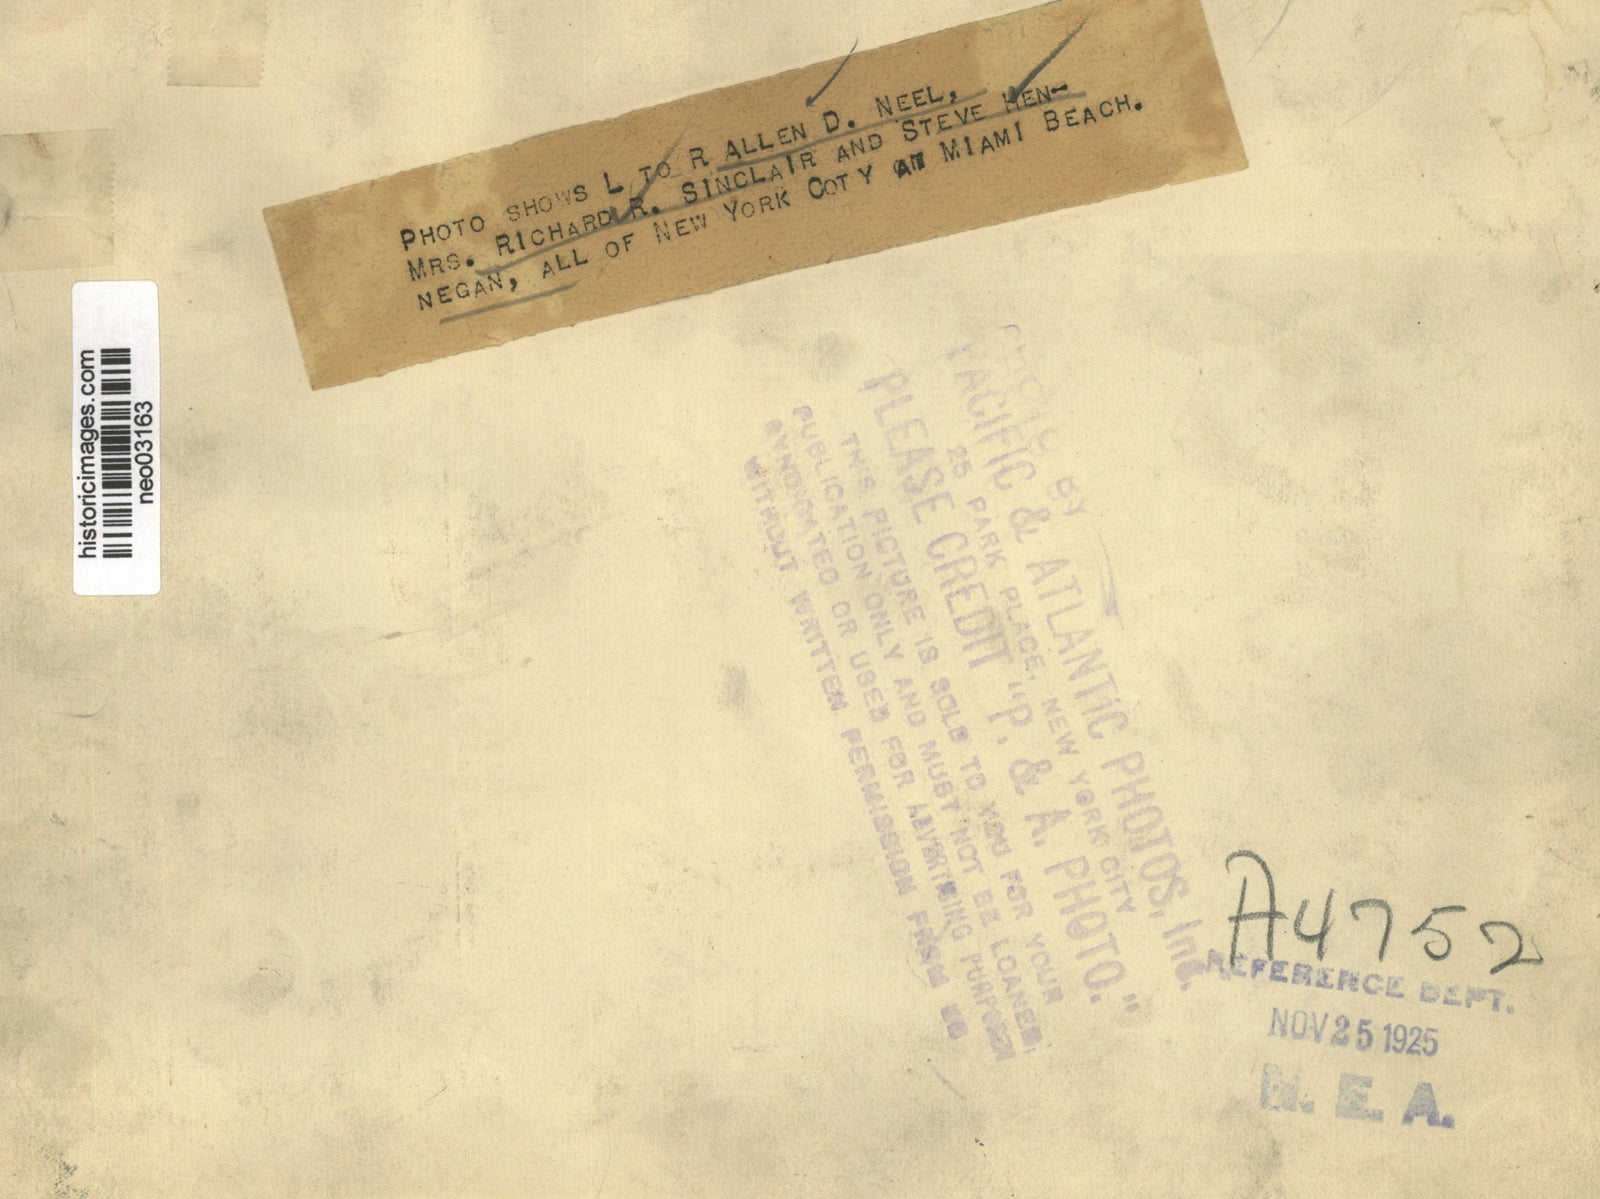 PHOTO SHOWS L TO R ALLEN D. NEEL,
MRS. RICHARD R. SINCLAIR AND STEVE HEN-
NEGAN, ALL OF NEW YORK COTY AT MIAMI BEACH.
historicimages.com
neo03163
PHOTO BY
PACIFIC & ATLANTIC PHOTOS, Inc.
25 PARK PLACE, NEW YORK CITY
PLEASE CREDIT "P. & A. PHOTO."
THIS PICTURE IS SOLD TO YOU FOR YOUR
PUBLICATION ONLY AND MUST NOT BE LOANED,
SYNDICATED OR USED FOR ADVERTISING PURPOSES
WITHOUT WRITTEN PERMISSION FROM US
A4752
REFERENCE DEPT.
NOV 25 1925
N. E. A.